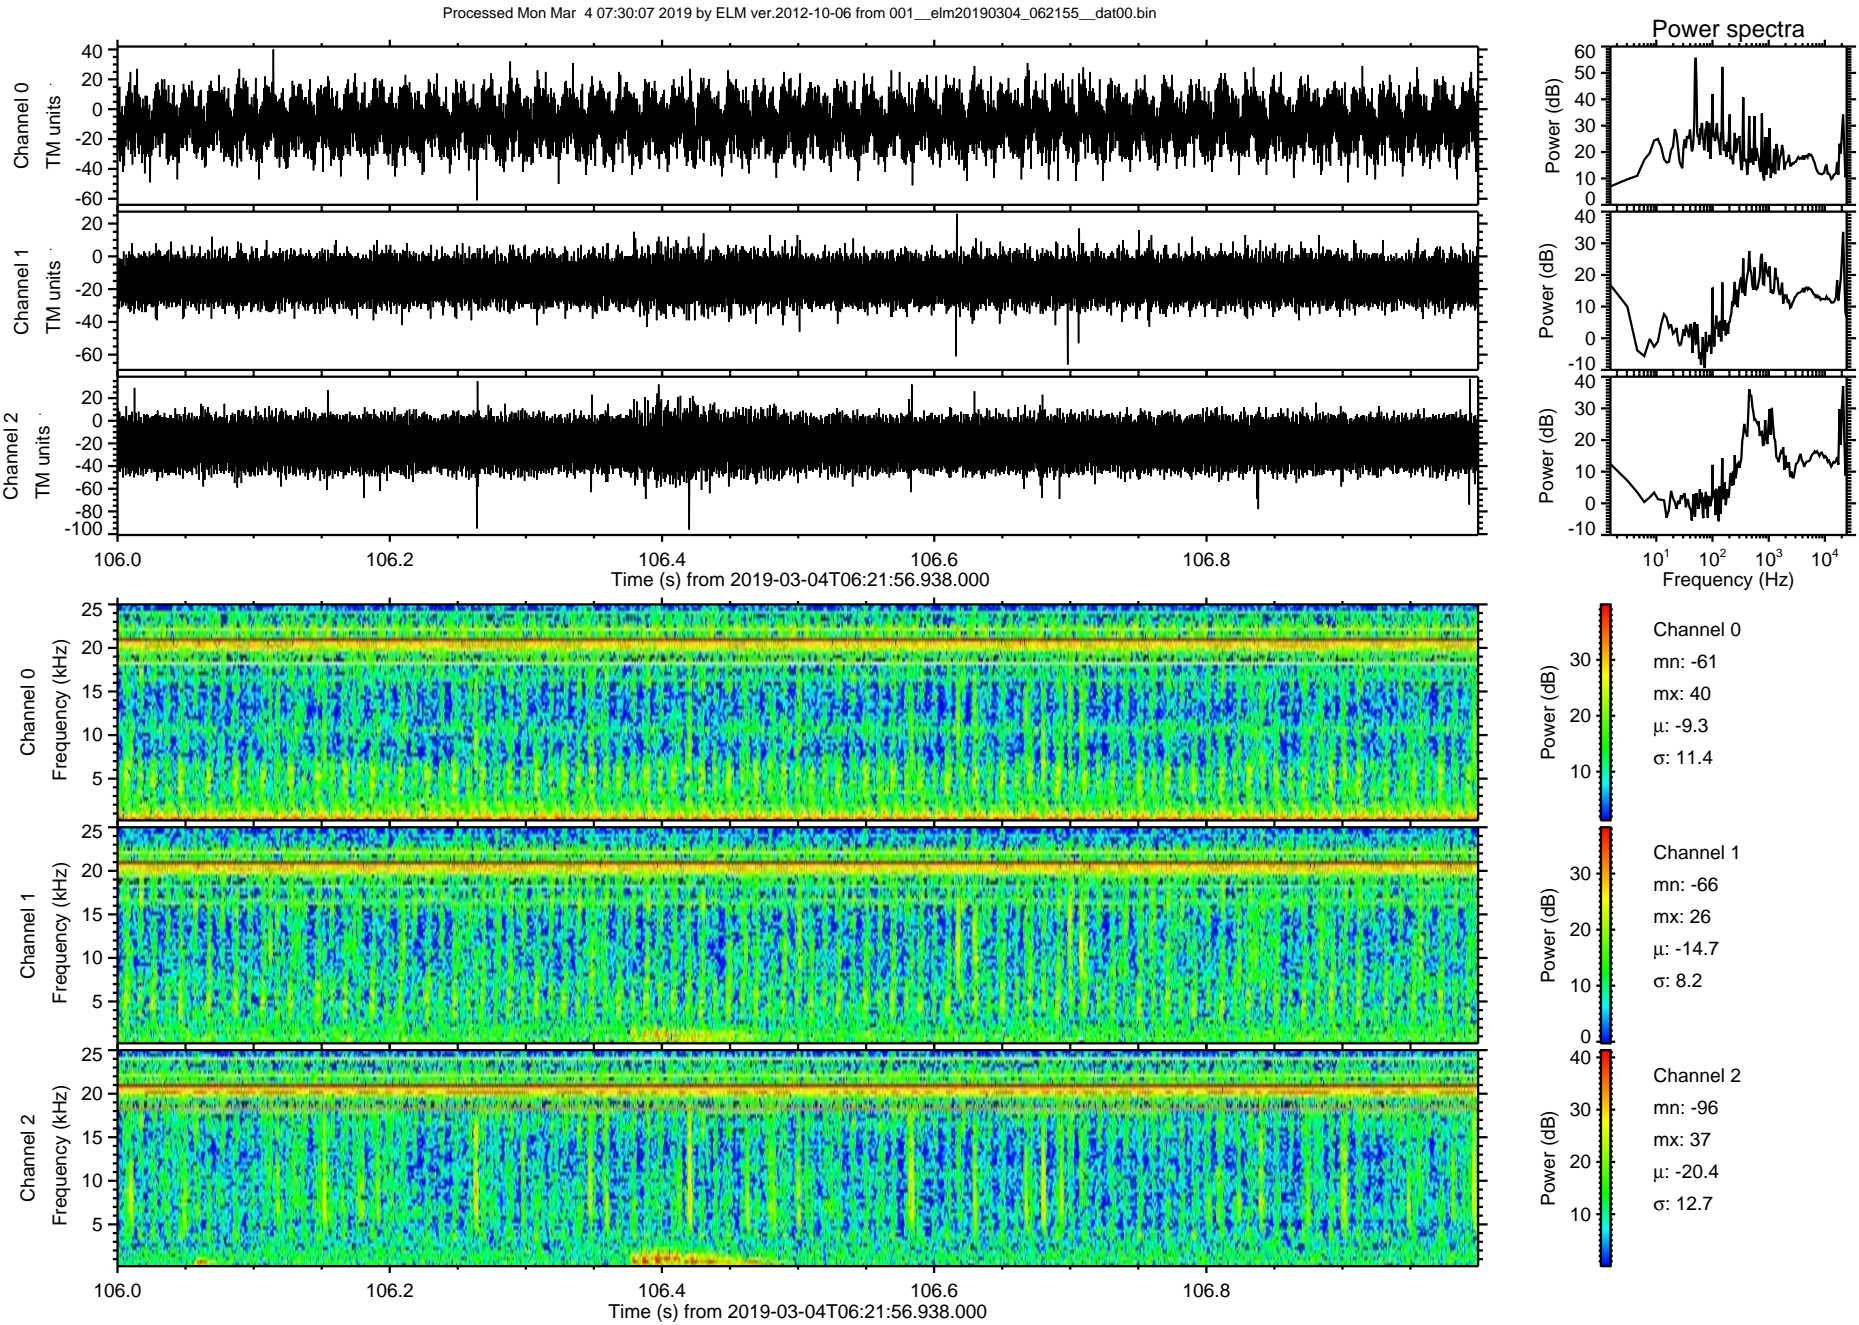 Processed Mon Mar  4 07:30:07 2019 by ELM ver.2012-10-06 from 001__elm20190304_062155__dat00.bin
Power spectra
Channel 0
TM units
40
20
0
-20
-40
-60
Power (dB)
60
50
40
30
20
10
0
Channel 1
TM units
20
0
-20
-40
-60
Power (dB)
40
30
20
10
0
-10
Channel 2
TM units
20
0
-20
-40
-60
-80
-100
Power (dB)
40
30
20
10
0
-10
106.0 106.2 106.4 106.6 106.8
Time (s) from 2019-03-04T06:21:56.938.000
10^1 10^2 10^3 10^4
Frequency (Hz)
Channel 0
Frequency (kHz)
25
20
15
10
5
Power (dB)
30
20
10
Channel 0
mn: -61
mx: 40
μ: -9.3
σ: 11.4
Channel 1
Frequency (kHz)
25
20
15
10
5
Power (dB)
30
20
10
0
Channel 1
mn: -66
mx: 26
μ: -14.7
σ: 8.2
Channel 2
Frequency (kHz)
25
20
15
10
5
Power (dB)
40
30
20
10
Channel 2
mn: -96
mx: 37
μ: -20.4
σ: 12.7
106.0 106.2 106.4 106.6 106.8
Time (s) from 2019-03-04T06:21:56.938.000